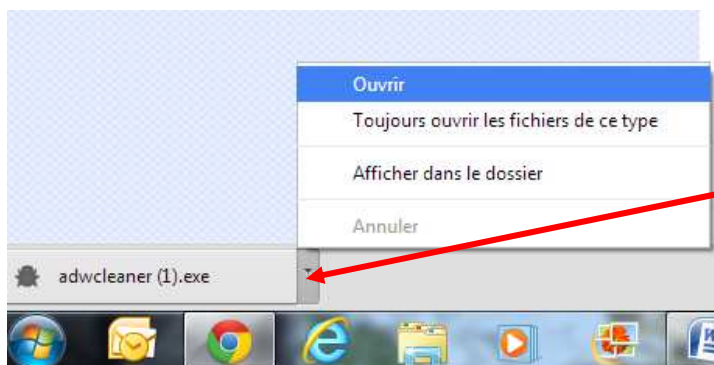 Ouvrir
Toujours ouvrir les fichiers de ce type
Afficher dans le dossier
Annuler
adwcleaner (1).exe